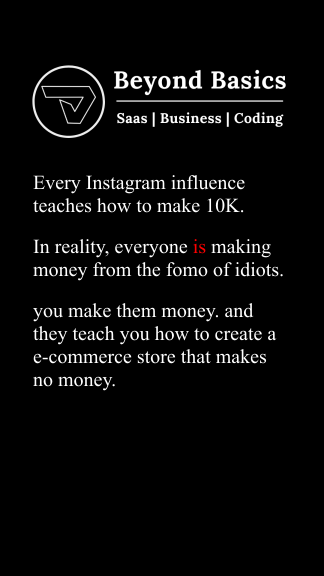 Beyond Basics
Saas | Business | Coding
Every Instagram influence
teaches how to make 10K.
In reality, everyone is making
money from the fomo of idiots.
you make them money. and
they teach you how to create a
e-commerce store that makes
no money.